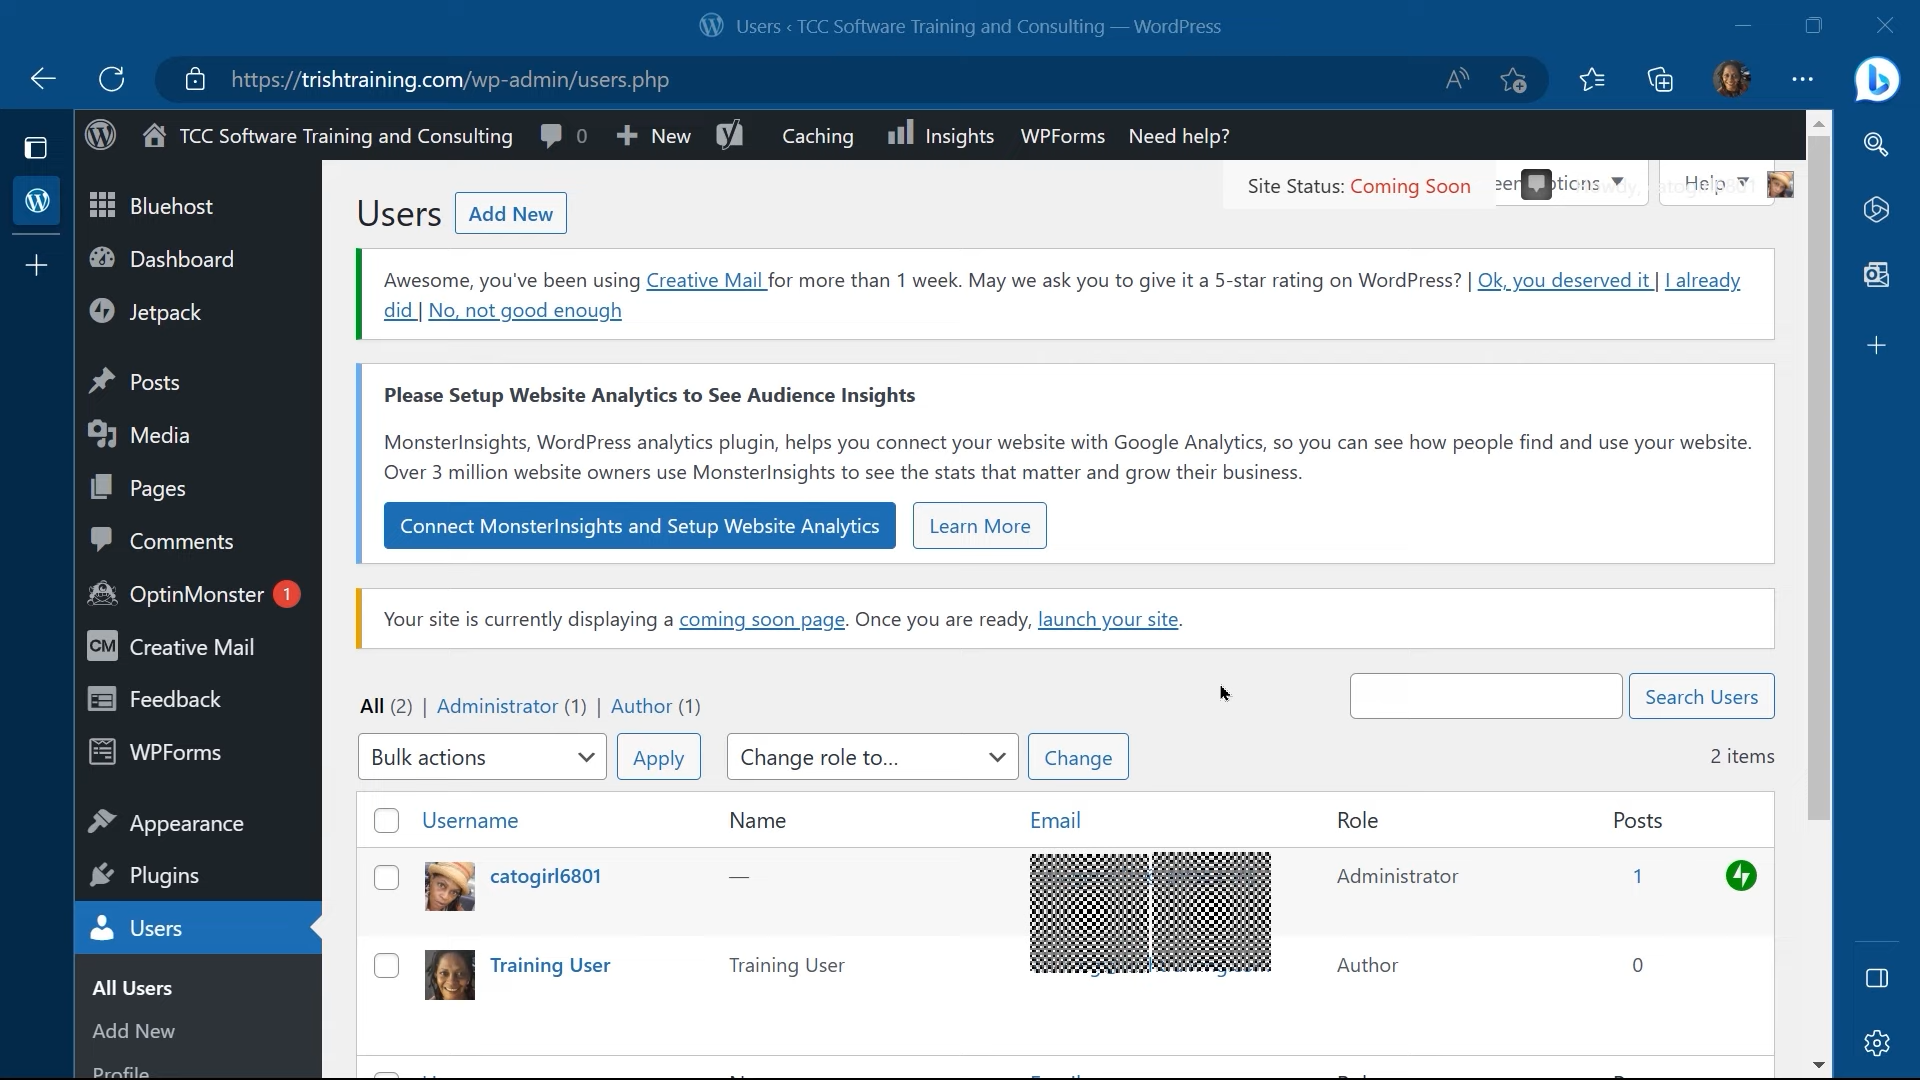 Users ‹ TCC Software Training and Consulting — WordPress
https://trishtraining.com/wp-admin/users.php
TCC Software Training and Consulting 0 New Caching Insights WPForms Need help?
Site Status: Coming Soon
Help
Bluehost
Dashboard
Jetpack
Posts
Media
Pages
Comments
OptinMonster 1
CM Creative Mail
Feedback
WPForms
Appearance
Plugins
Users
All Users
Add New
Profile
Users Add New
Awesome, you've been using Creative Mail for more than 1 week. May we ask you to give it a 5-star rating on WordPress? | Ok, you deserved it | I already
did | No, not good enough
Please Setup Website Analytics to See Audience Insights
MonsterInsights, WordPress analytics plugin, helps you connect your website with Google Analytics, so you can see how people find and use your website.
Over 3 million website owners use MonsterInsights to see the stats that matter and grow their business.
Connect MonsterInsights and Setup Website Analytics Learn More
Your site is currently displaying a coming soon page. Once you are ready, launch your site.
All (2) | Administrator (1) | Author (1)
Search Users
Bulk actions Apply Change role to... Change 2 items
Username Name Email Role Posts
catogirl6801 — Administrator 1
Training User Training User Author 0